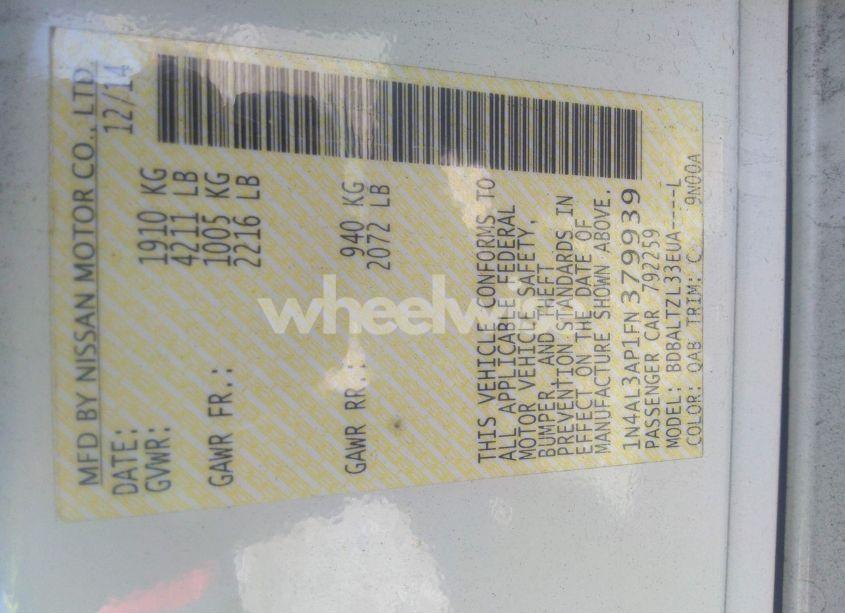 MFD BY NISSAN MOTOR CO., LTD.
DATE: 12/14
GVWR: 1910 KG
4211 LB
GAWR FR.: 1005 KG
2216 LB
GAWR RR.: 940 KG
2072 LB
THIS VEHICLE CONFORMS TO
ALL APPLICABLE FEDERAL
MOTOR VEHICLE SAFETY,
BUMPER AND THEFT
PREVENTION STANDARDS IN
EFFECT ON THE DATE OF
MANUFACTURE SHOWN ABOVE.
1N4AL3AP1FN379939
PASSENGER CAR 792259
MODEL: BDBALTZL33EUA----L
COLOR: QAB TRIM: C 9N00A
wheelwise